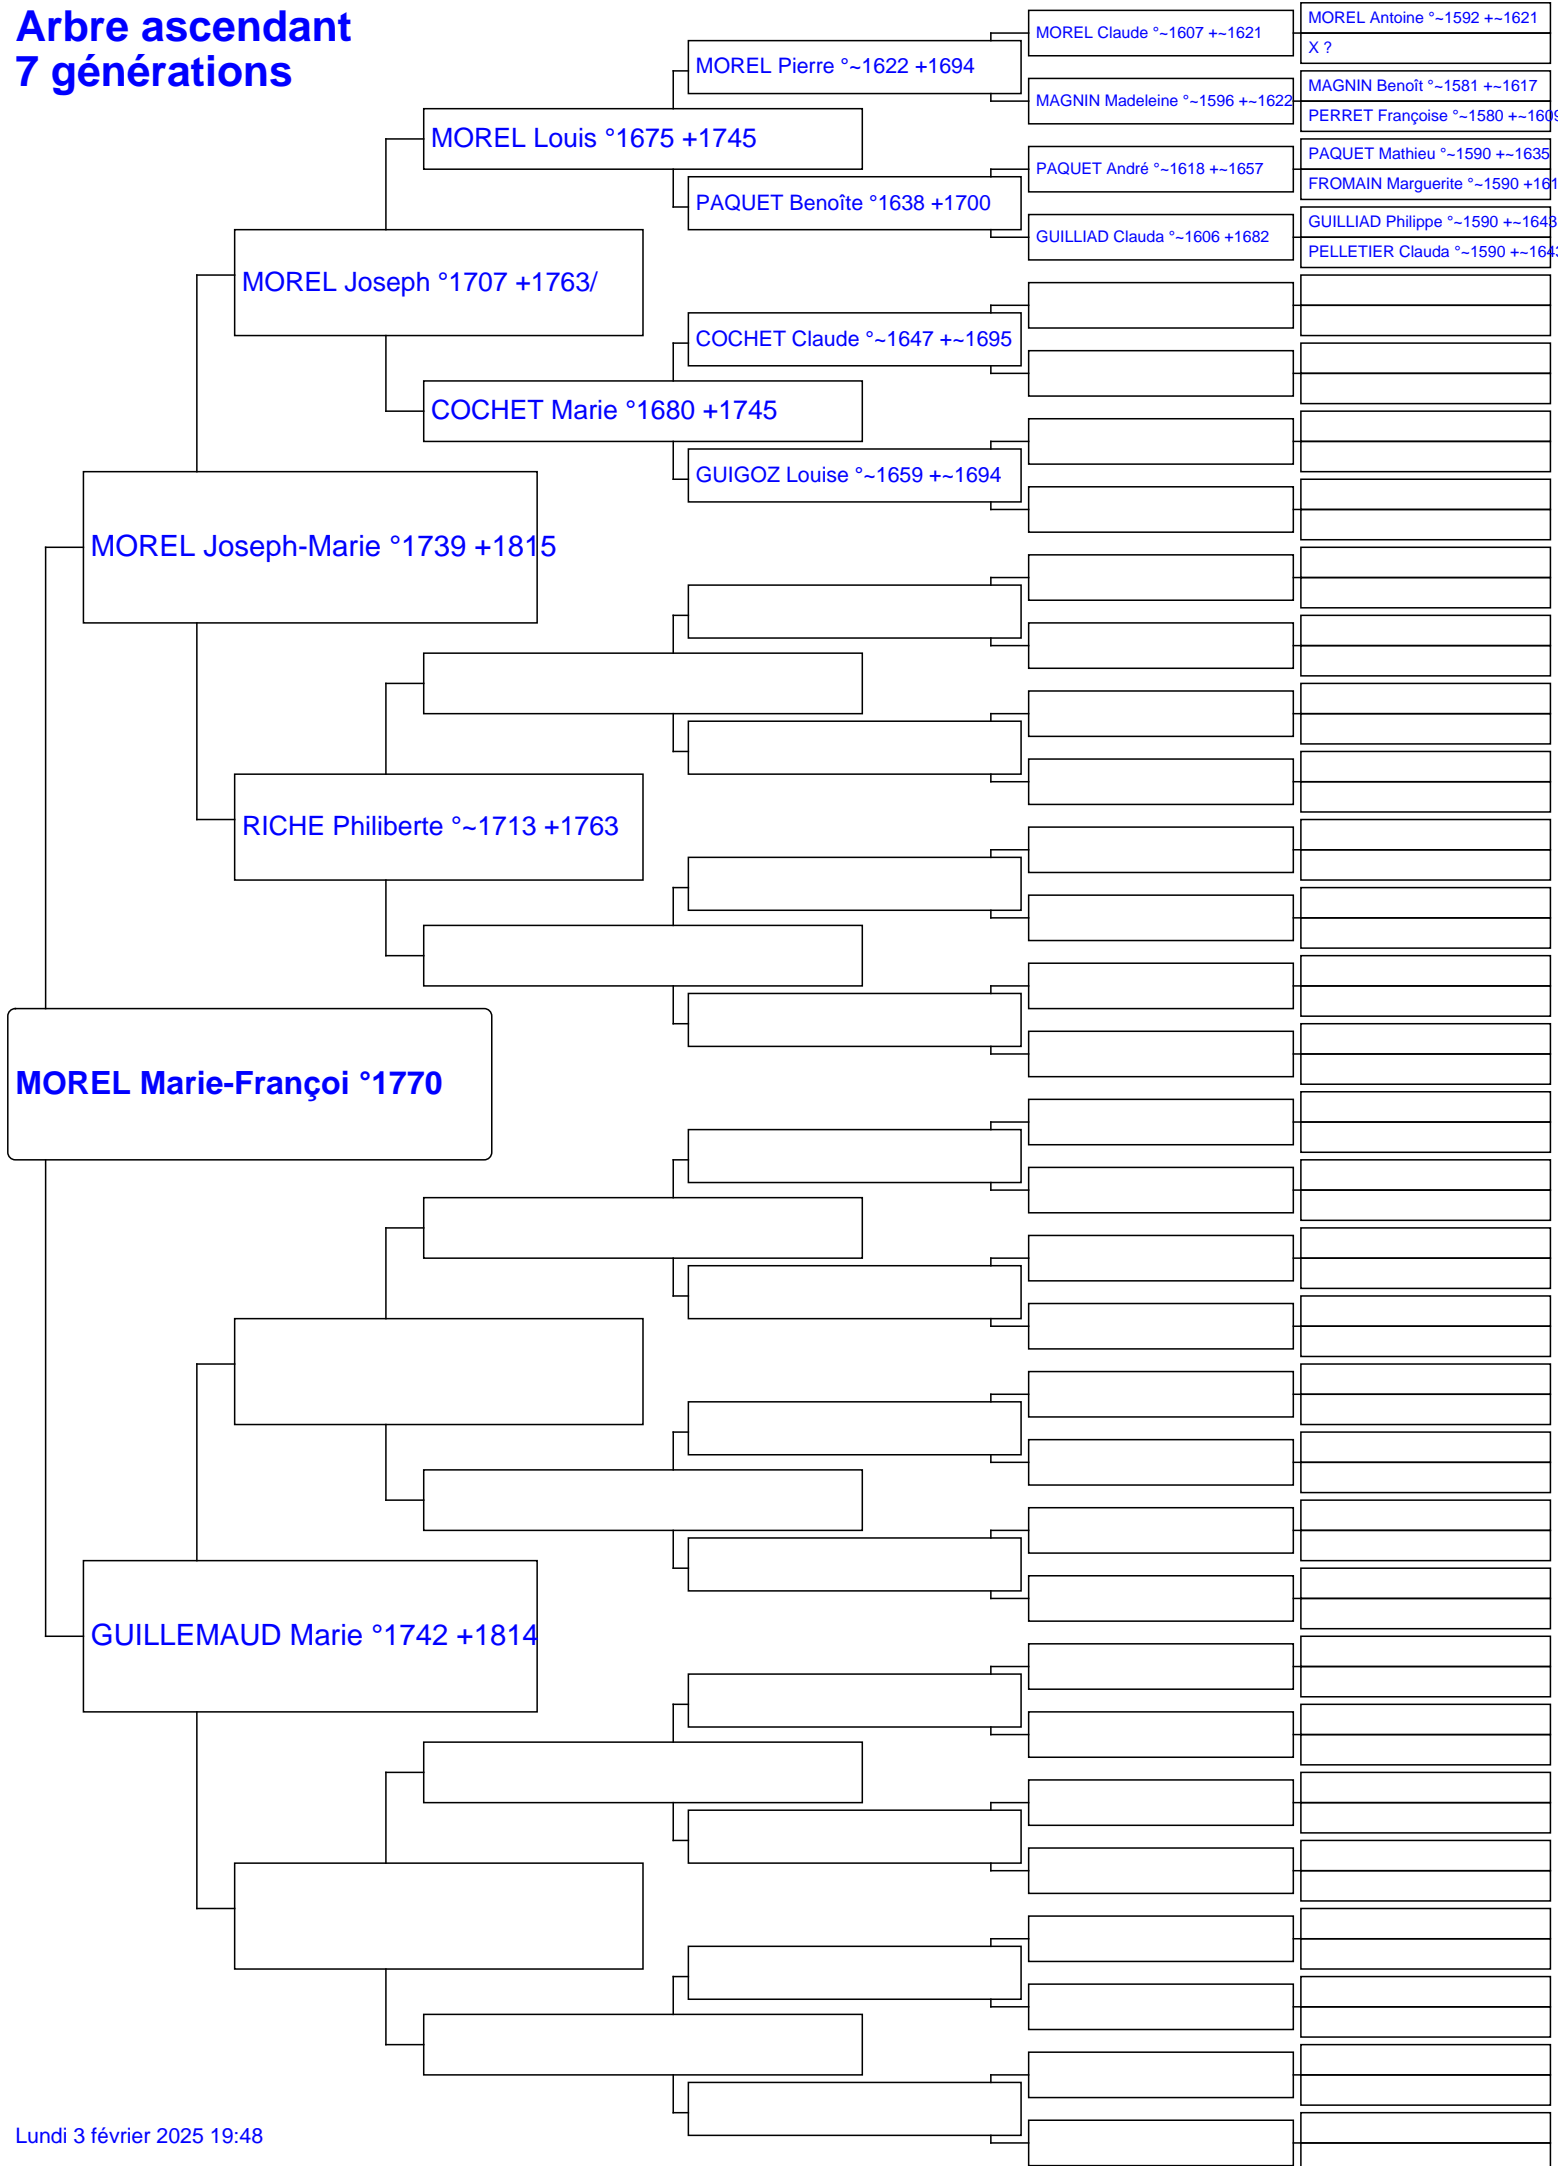 Arbre ascendant
7 générations
MOREL Claude °~1607 +~1621
MOREL Antoine °~1592 +~1621
X ?
MOREL Pierre °~1622 +1694
MAGNIN Madeleine °~1596 +~1622
MAGNIN Benoît °~1581 +~1617
PERRET Françoise °~1580 +~1609
MOREL Louis °1675 +1745
PAQUET André °~1618 +~1657
PAQUET Mathieu °~1590 +~1635
FROMAIN Marguerite °~1590 +161
PAQUET Benoîte °1638 +1700
GUILLIAD Clauda °~1606 +1682
GUILLIAD Philippe °~1590 +~1643
PELLETIER Clauda °~1590 +~1643
MOREL Joseph °1707 +1763/
COCHET Claude °~1647 +~1695
COCHET Marie °1680 +1745
GUIGOZ Louise °~1659 +~1694
MOREL Joseph-Marie °1739 +1815
RICHE Philiberte °~1713 +1763
MOREL Marie-Françoi °1770
GUILLEMAUD Marie °1742 +1814
Lundi 3 février 2025 19:48